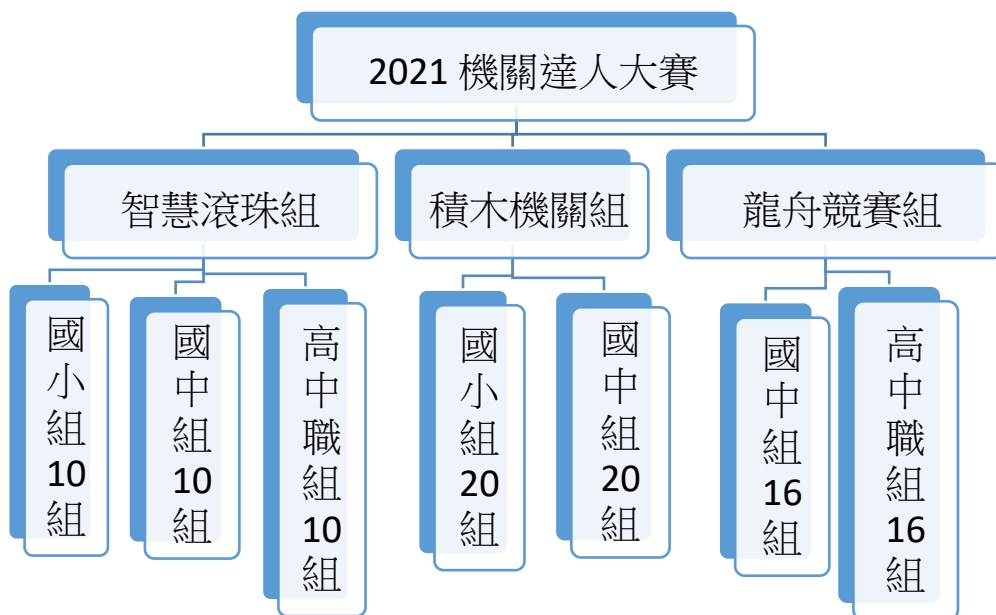 2021 機關達人大賽
智慧滾珠組
積木機關組
龍舟競賽組
國小組10組
國中組10組
高中職組10組
國小組20組
國中組20組
國中組16組
高中職組16組